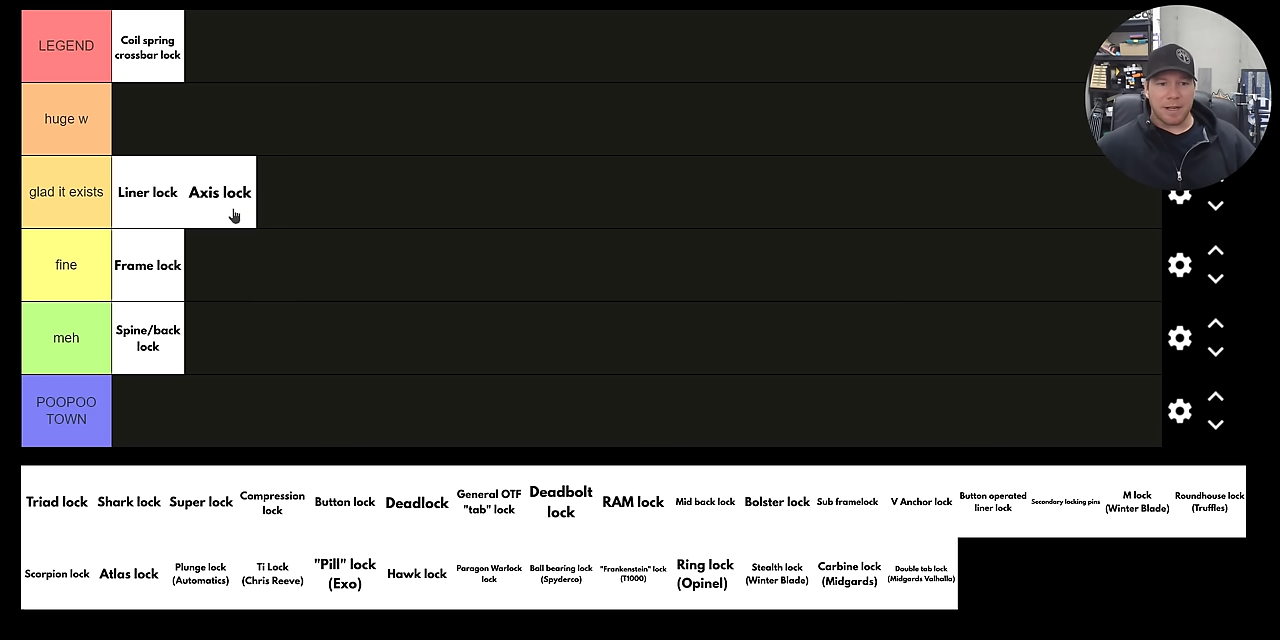 LEGEND
Coil spring
crossbar lock
huge w
glad it exists
Liner lock
Axis lock
fine
Frame lock
meh
Spine/back
lock
POOPOO
TOWN
Triad lock
Shark lock
Super lock
Compression
lock
Button lock
Deadlock
General OTF
"tab" lock
Deadbolt
lock
RAM lock
Mid back lock
Bolster lock
Sub framelock
V Anchor lock
Button operated
liner lock
Secondary locking pins
M lock
(Winter Blade)
Roundhouse lock
(Truffles)
Scorpion lock
Atlas lock
Plunge lock
(Automatics)
Ti Lock
(Chris Reeve)
"Pill" lock
(Exo)
Hawk lock
Paragon Warlock
lock
Ball bearing lock
(Spyderco)
"Frankenstein" lock
(T1000)
Ring lock
(Opinel)
Stealth lock
(Winter Blade)
Carbine lock
(Midgards)
Double tab lock
(Midgards Valhalla)